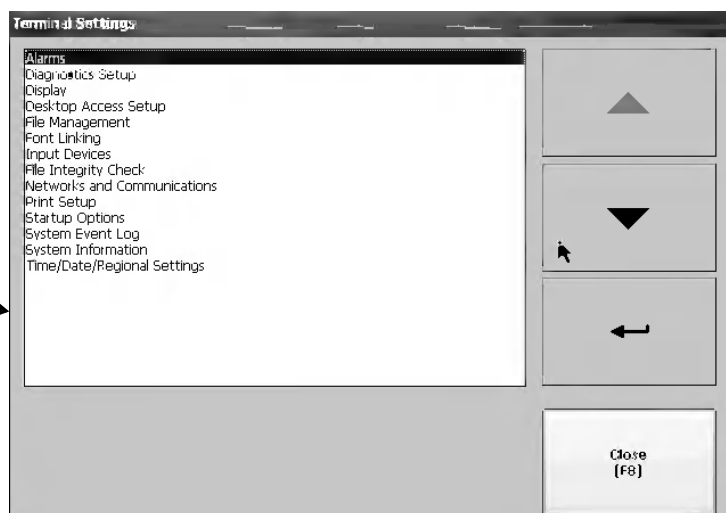 Terminal Settings
Alarms
Diagnostics Setup
Display
Desktop Access Setup
File Management
Font Linking
Input Devices
File Integrity Check
Networks and Communications
Print Setup
Startup Options
System Event Log
System Information
Time/Date/Regional Settings
Close
[F8]